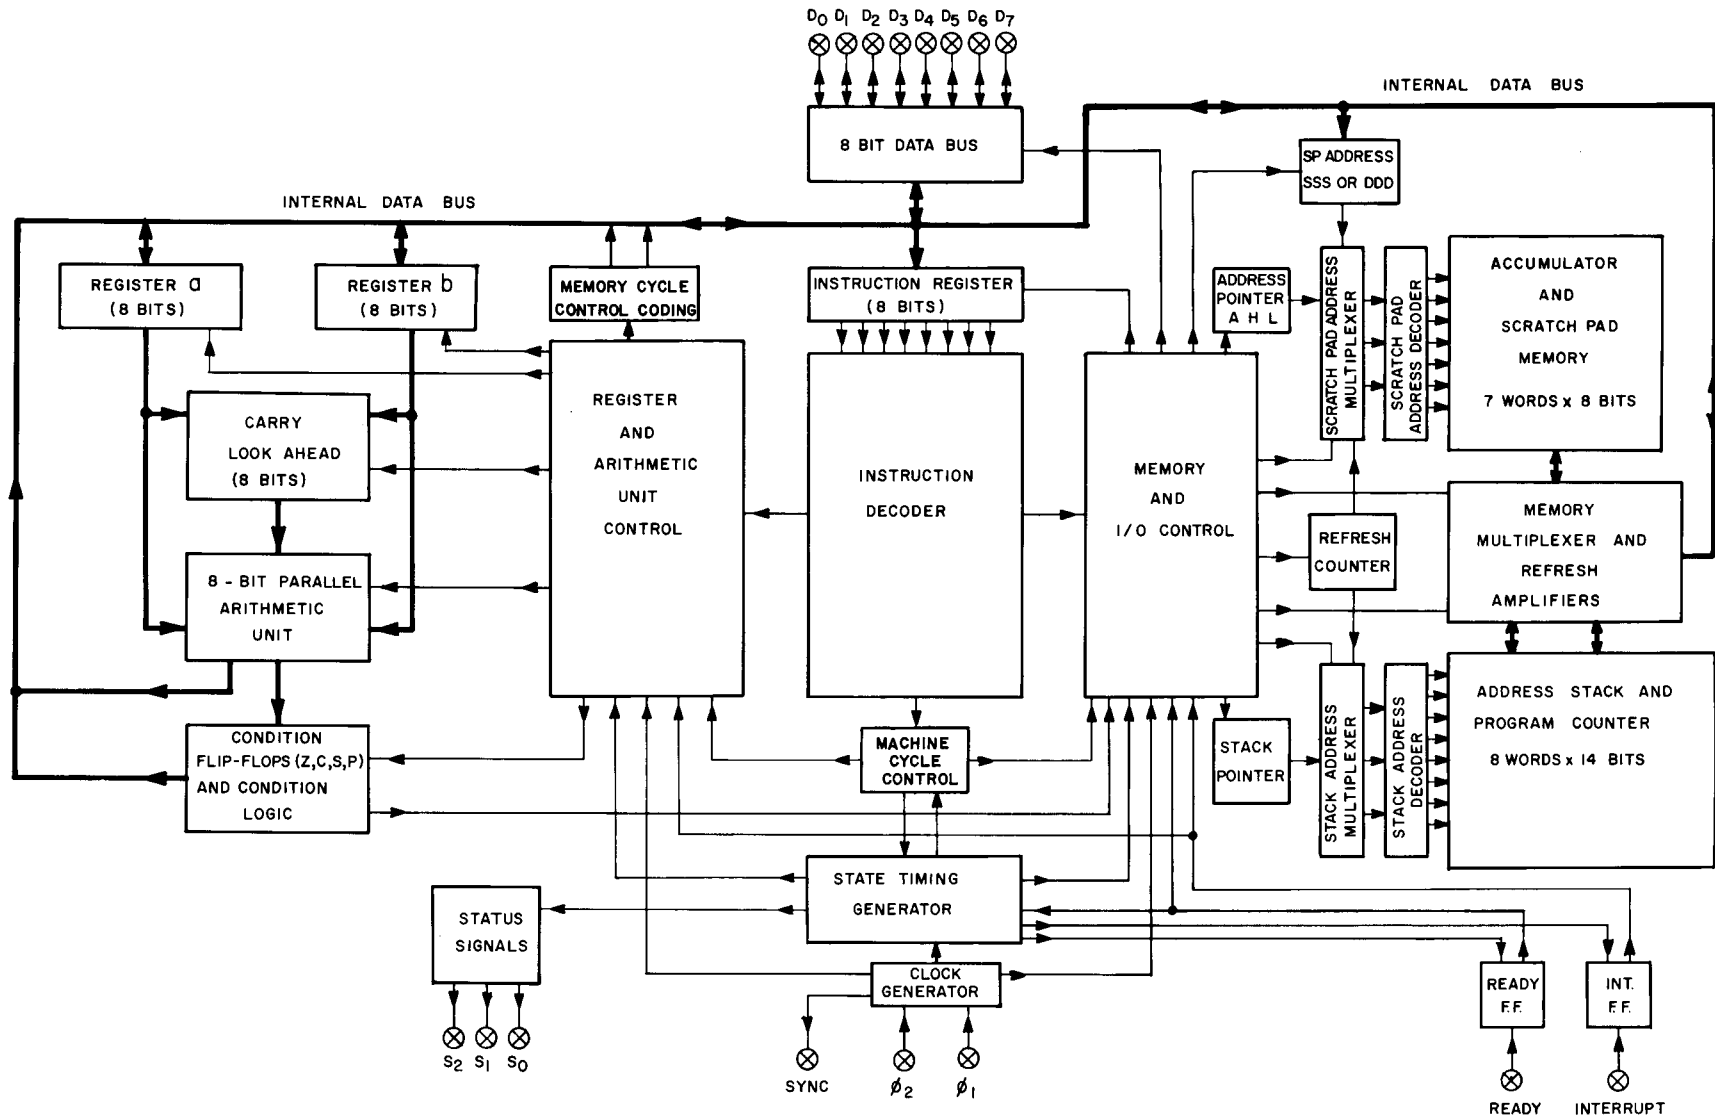 D0 D1 D2 D3 D4 D5 D6 D7
INTERNAL DATA BUS
8 BIT DATA BUS
SP ADDRESS
SSS OR DDD
INTERNAL DATA BUS
REGISTER a
(8 BITS)
REGISTER b
(8 BITS)
MEMORY CYCLE
CONTROL CODING
INSTRUCTION REGISTER
(8 BITS)
ADDRESS
POINTER
A H L
SCRATCH PAD ADDRESS
MULTIPLEXER
SCRATCH PAD
ADDRESS DECODER
ACCUMULATOR
AND
SCRATCH PAD
MEMORY
7 WORDS x 8 BITS
CARRY
LOOK AHEAD
(8 BITS)
REGISTER
AND
ARITHMETIC
UNIT
CONTROL
INSTRUCTION
DECODER
MEMORY
AND
I/O CONTROL
REFRESH
COUNTER
MEMORY
MULTIPLEXER AND
REFRESH
AMPLIFIERS
8 - BIT PARALLEL
ARITHMETIC
UNIT
CONDITION
FLIP-FLOPS (Z,C,S,P)
AND CONDITION
LOGIC
MACHINE
CYCLE
CONTROL
STACK
POINTER
STACK ADDRESS
MULTIPLEXER
STACK ADDRESS
DECODER
ADDRESS STACK AND
PROGRAM COUNTER
8 WORDS x 14 BITS
STATE TIMING
GENERATOR
STATUS
SIGNALS
CLOCK
GENERATOR
READY
F.F.
INT.
F.F.
S2 S1 S0
SYNC
ϕ2
ϕ1
READY
INTERRUPT